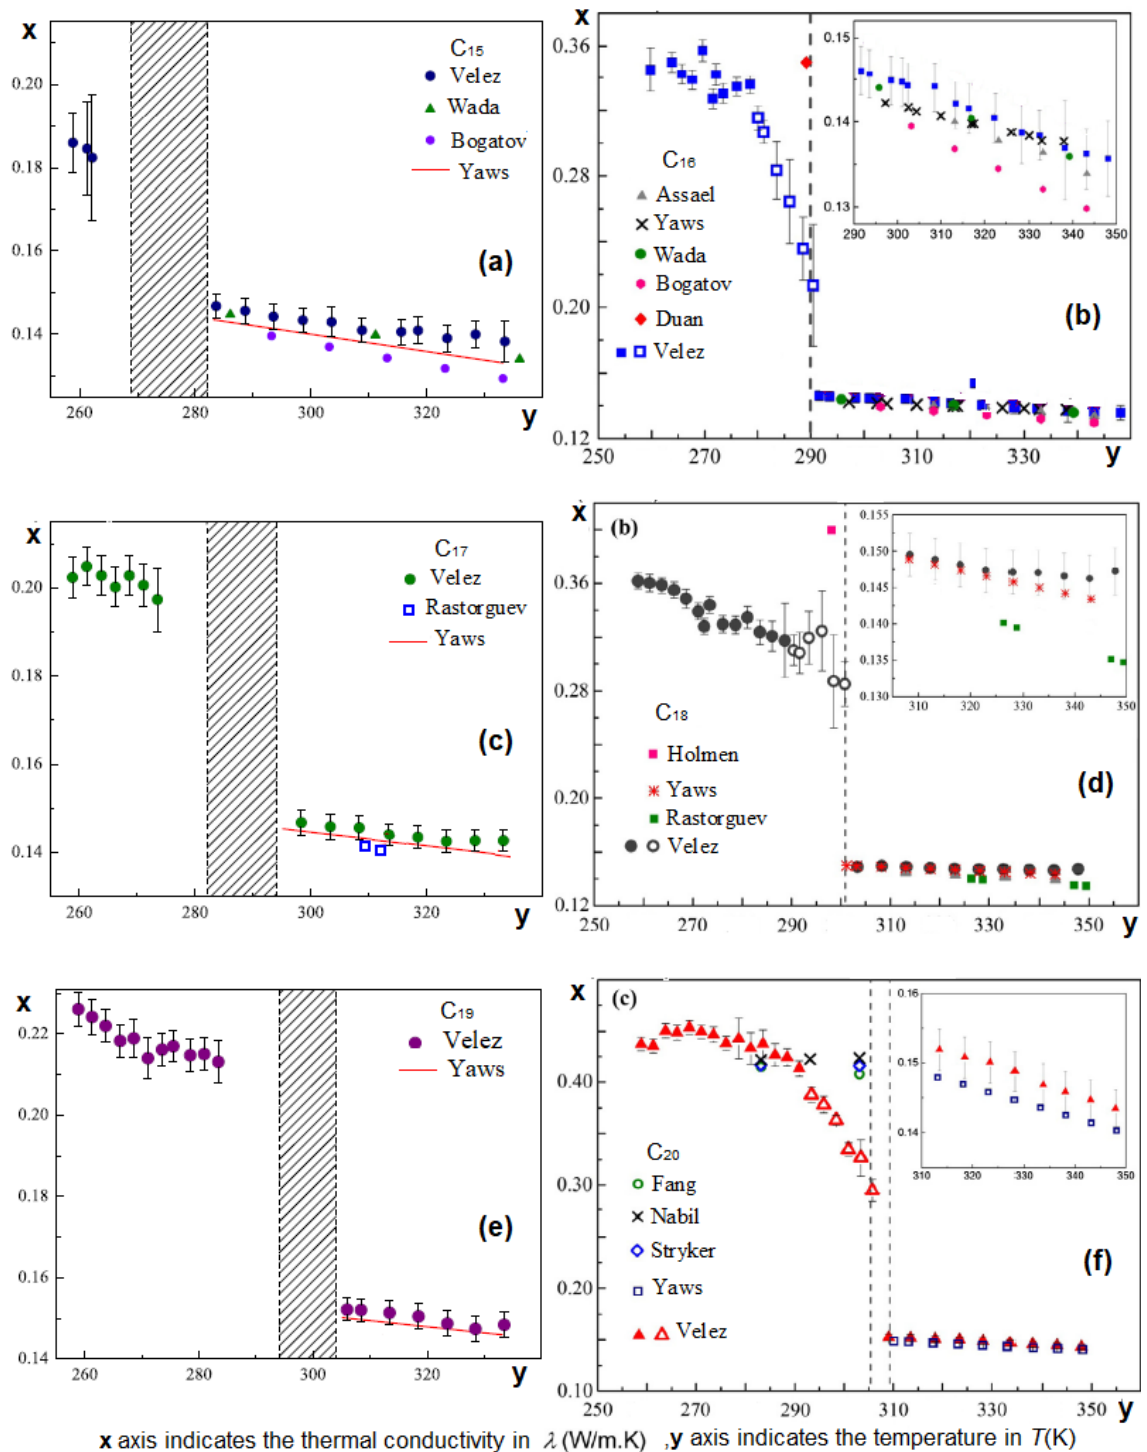 x
C15
Velez
Wada
Bogatov
Yaws
(a)
0.20
0.18
0.16
0.14
260
280
300
320
y
x
0.36
0.28
0.20
0.12
C16
Assael
Yaws
Wada
Bogatov
Duan
Velez
(b)
0.15
0.14
0.13
290 300 310 320 330 340 350
250
270
290
310
330
y
x
C17
Velez
Rastorguev
Yaws
(c)
0.20
0.18
0.16
0.14
260
280
300
320
y
x
(b)
0.36
0.28
0.20
0.12
C18
Holmen
Yaws
Rastorguev
Velez
(d)
0.155
0.150
0.145
0.140
0.135
0.130
310 320 330 340 350
250
270
290
310
330
350
y
x
C19
Velez
Yaws
(e)
0.22
0.20
0.18
0.16
0.14
260
280
300
320
y
x
(c)
0.40
0.30
0.20
0.10
C20
Fang
Nabil
Stryker
Yaws
Velez
(f)
0.16
0.15
0.14
310 320 330 340 350
250
270
290
310
330
350
y
x axis indicates the thermal conductivity in λ (W/m.K) ,y axis indicates the temperature in T(K)